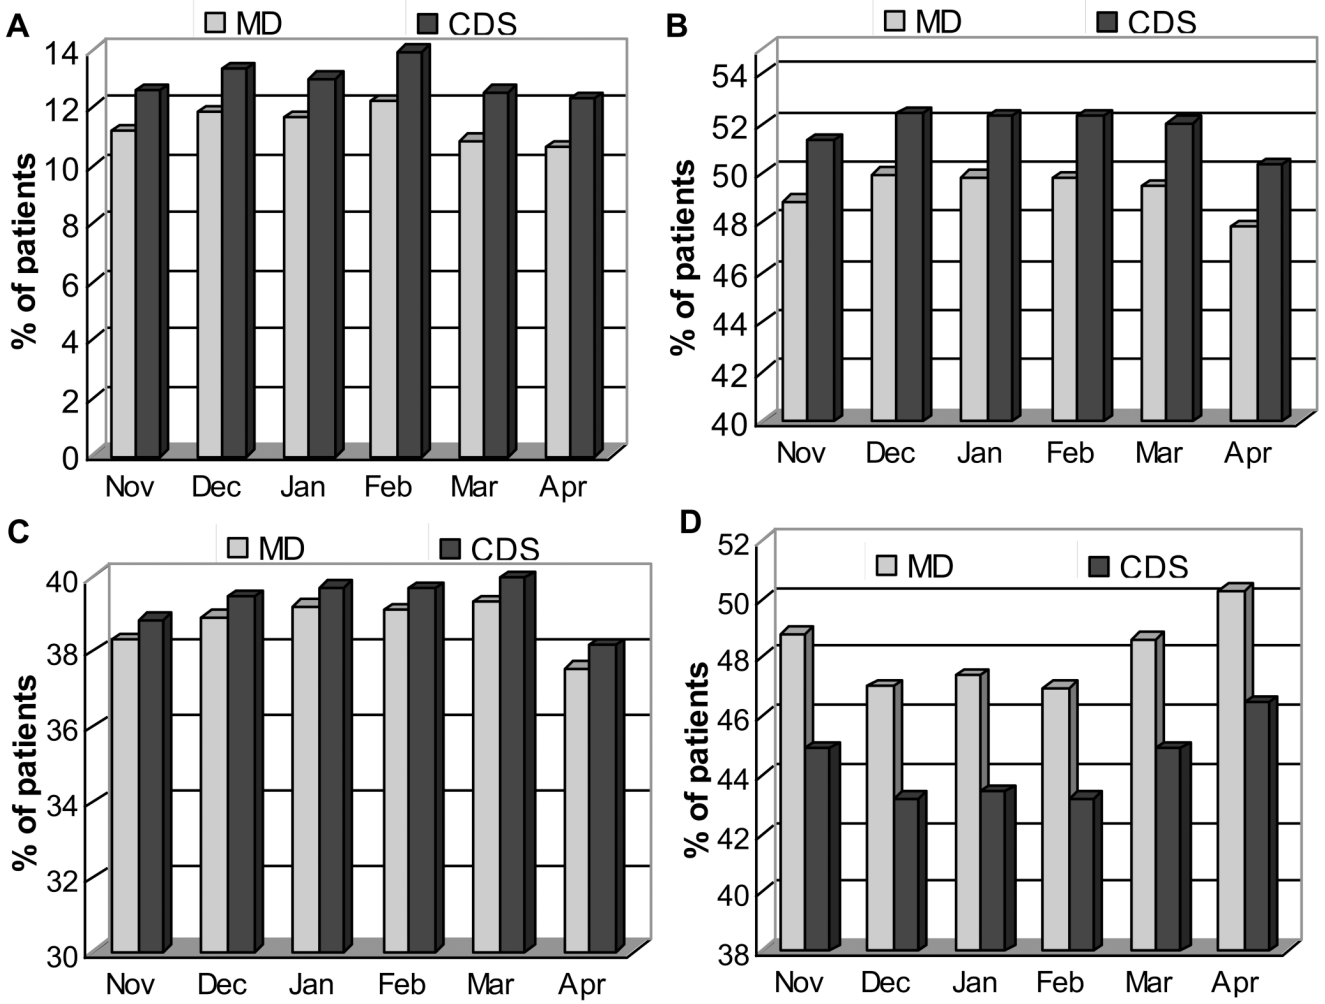 A
MD
CDS
14
12
10
8
6
4
2
0
% of patients
Nov Dec Jan Feb Mar Apr
B
MD
CDS
54
52
50
48
46
44
42
40
% of patients
Nov Dec Jan Feb Mar Apr
C
MD
CDS
40
38
36
34
32
30
% of patients
Nov Dec Jan Feb Mar Apr
D
MD
CDS
52
50
48
46
44
42
40
38
% of patients
Nov Dec Jan Feb Mar Apr